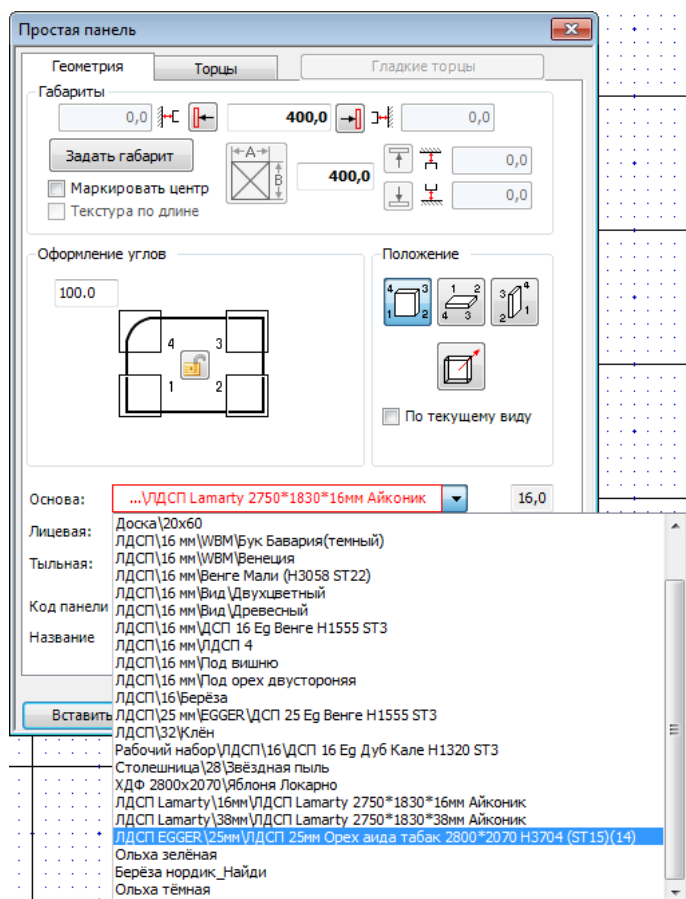 Простая панель
Геометрия Торцы Гладкие торцы
Габариты
0,0 400,0 0,0
Задать габарит A B 400,0 0,0
Маркировать центр 0,0
Текстура по длине
Оформление углов Положение
100.0 4 3 1 2 1 2 4 3 3 4 2 1
4 3
1 2
По текущему виду
Основа: ...\ЛДСП Lamarty 2750*1830*16мм Айконик 16,0
Лицевая:
Тыльная:
Код панели
Название
Вставить
Доска\20x60
ЛДСП\16 мм\WBM\Бук Бавария(темный)
ЛДСП\16 мм\WBM\Венеция
ЛДСП\16 мм\Венге Мали (H3058 ST22)
ЛДСП\16 мм\Вид\Двухцветный
ЛДСП\16 мм\Вид\Древесный
ЛДСП\16 мм\ДСП 16 Eg Венге H1555 ST3
ЛДСП\16 мм\ЛДСП 4
ЛДСП\16 мм\Под вишню
ЛДСП\16 мм\Под орех двустороняя
ЛДСП\16\Берёза
ЛДСП\25 мм\EGGER\ДСП 25 Eg Венге H1555 ST3
ЛДСП\32\Клён
Рабочий набор\ЛДСП\16\ДСП 16 Eg Дуб Кале H1320 ST3
Столешница\28\Звёздная пыль
ХДФ 2800x2070\Яблоня Локарно
ЛДСП Lamarty\16мм\ЛДСП Lamarty 2750*1830*16мм Айконик
ЛДСП Lamarty\38мм\ЛДСП Lamarty 2750*1830*38мм Айконик
ЛДСП EGGER\25мм\ЛДСП 25мм Орех аида табак 2800*2070 H3704 (ST15)(14)
Ольха зелёная
Берёза нордик_Найди
Ольха тёмная